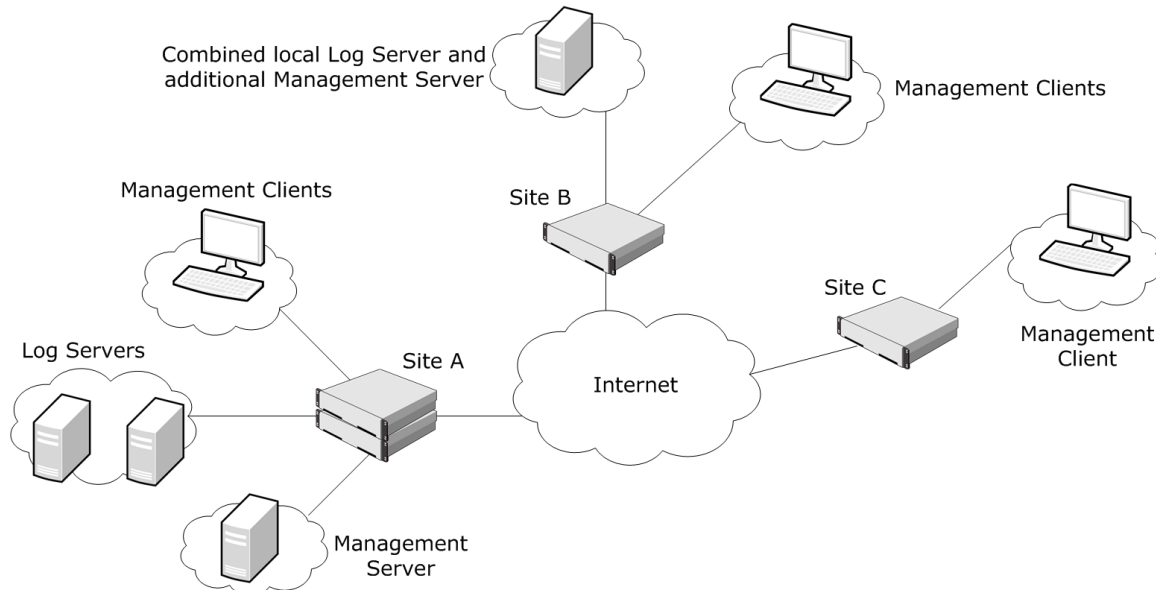 Combined local Log Server and
additional Management Server
Management Clients
Site B
Management Clients
Site C
Management
Client
Log Servers
Site A
Internet
Management
Server